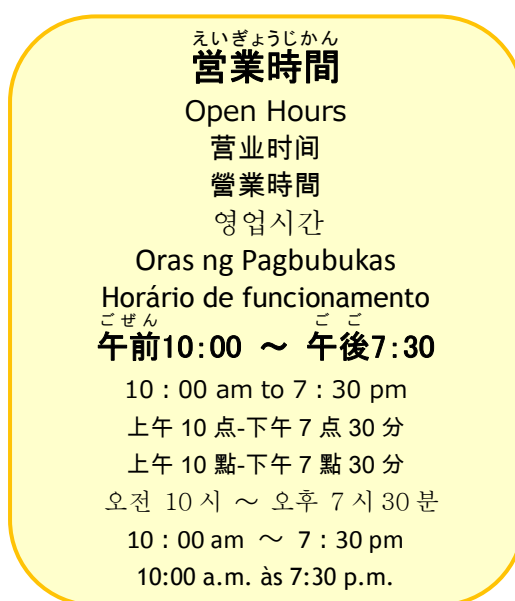 えいぎょうじかん
営業時間
Open Hours
营业时间
營業時間
영업시간
Oras ng Pagbubukas
Horário de funcionamento
ごぜん ごご
午前10:00 ～ 午後7:30
10：00 am to 7：30 pm
上午 10 点-下午 7 点 30 分
上午 10 點-下午 7 點 30 分
오전 10 시 ～ 오후 7 시 30 분
10：00 am ～ 7：30 pm
10:00 a.m. às 7:30 p.m.